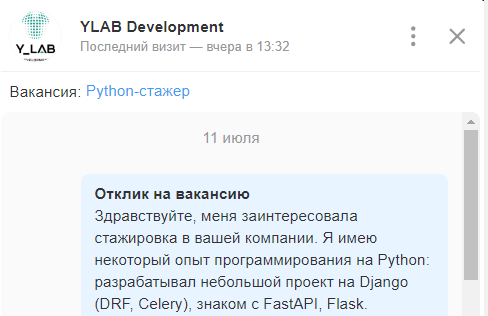 YLAB Development
Последний визит — вчера в 13:32
Y_LAB
Вакансия: Python-стажер
11 июля
Отклик на вакансию
Здравствуйте, меня заинтересовала
стажировка в вашей компании. Я имею
некоторый опыт программирования на Python:
разрабатывал небольшой проект на Django
(DRF, Celery), знаком с FastAPI, Flask.